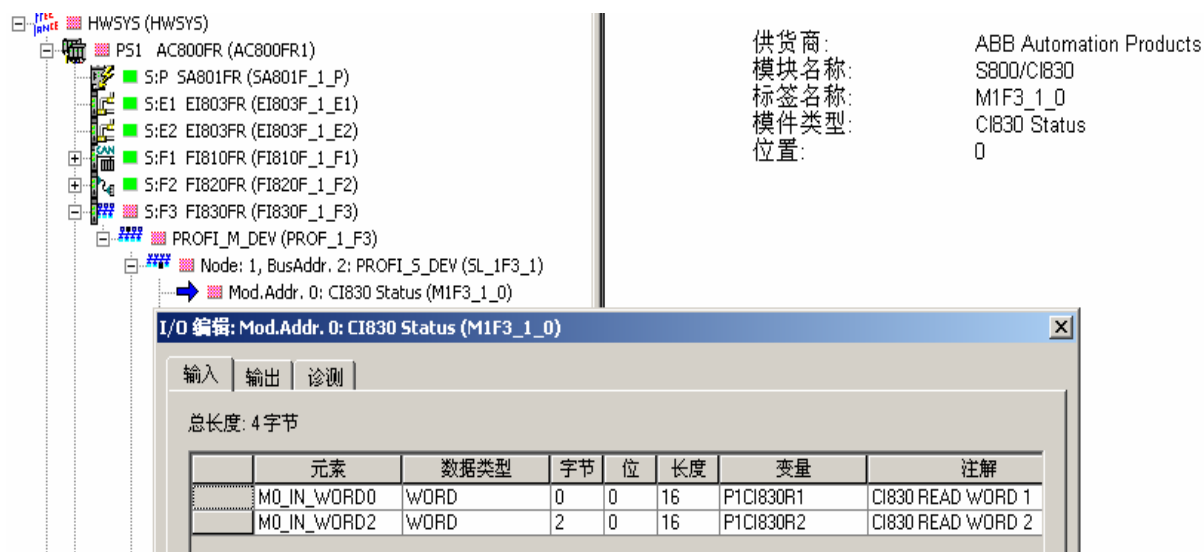 HWSYS (HWSYS)
PS1 AC800FR (AC800FR1)
S:P SA801FR (SA801F_1_P)
S:E1 EI803FR (EI803F_1_E1)
S:E2 EI803FR (EI803F_1_E2)
S:F1 FI810FR (FI810F_1_F1)
S:F2 FI820FR (FI820F_1_F2)
S:F3 FI830FR (FI830F_1_F3)
PROFI_M_DEV (PROF_1_F3)
Node: 1, BusAddr. 2: PROFI_S_DEV (SL_1F3_1)
Mod.Addr. 0: CI830 Status (M1F3_1_0)
供货商: ABB Automation Products
模块名称: S800/CI830
标签名称: M1F3_1_0
模件类型: CI830 Status
位置: 0
I/O 编辑: Mod.Addr. 0: CI830 Status (M1F3_1_0)
输入 输出 诊测
总长度: 4 字节
元素 数据类型 字节 位 长度 变量 注解
M0_IN_WORD0 WORD 0 0 16 P1CI830R1 CI830 READ WORD 1
M0_IN_WORD2 WORD 2 0 16 P1CI830R2 CI830 READ WORD 2